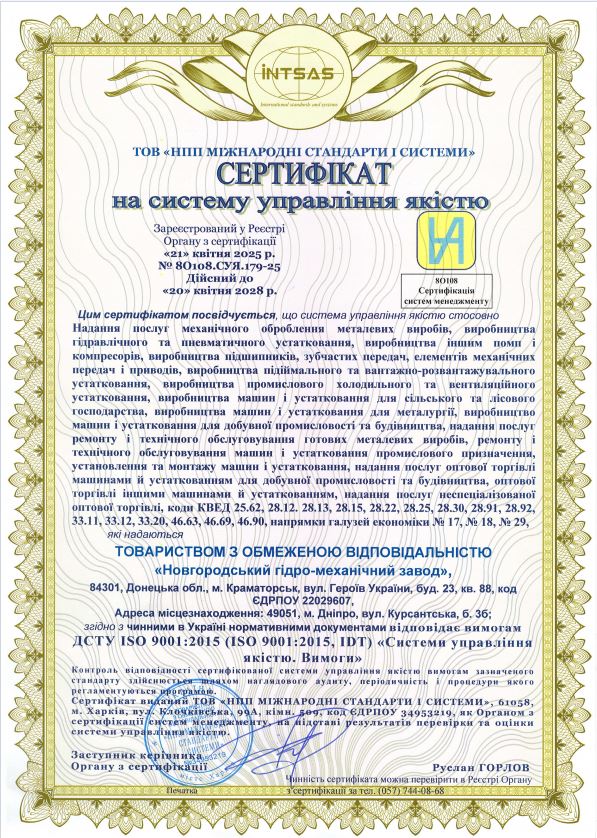 INTSAS
International standards and systems
ТОВ «НПП МІЖНАРОДНІ СТАНДАРТИ І СИСТЕМИ»
СЕРТИФІКАТ
на систему управління якістю
Зареєстрований у Реєстрі
Органу з сертифікації
«21» квітня 2025 р.
№ 8О108.СУЯ.179-25
Дійсний до
«20» квітня 2028 р.
8О108
Сертифікація
систем менеджменту
Цим сертифікатом посвідчується, що система управління якістю стосовно
Надання послуг механічного оброблення металевих виробів, виробництва
гідравлічного та пневматичного устатковання, виробництва іншим помп і
компресорів, виробництва підшипників, зубчастих передач, елементів механічних
передач і приводів, виробництва підіймального та вантажно-розвантажувального
устатковання, виробництва промислового холодильного та вентиляційного
устатковання, виробництва машин і устатковання для сільського та лісового
господарства, виробництва машин і устатковання для металургії, виробництво
машин і устатковання для добувної промисловості та будівництва, надання послуг
ремонту і технічного обслуговування готових металевих виробів, ремонту і
технічного обслуговування машин і устатковання промислового призначення,
установлення та монтажу машин і устатковання, надання послуг оптової торгівлі
машинами й устаткованням для добувної промисловості та будівництва, оптової
торгівлі іншими машинами й устаткованням, надання послуг неспеціалізованої
оптової торгівлі, коди КВЕД 25.62, 28.12. 28.13, 28.15, 28.22, 28.25, 28.30, 28.91, 28.92,
33.11, 33.12, 33.20, 46.63, 46.69, 46.90, напрямки галузей економіки № 17, № 18, № 29,
які надаються
ТОВАРИСТВОМ З ОБМЕЖЕНОЮ ВІДПОВІДАЛЬНІСТЮ
«Новгородський гідро-механічний завод»,
84301, Донецька обл., м. Краматорськ, вул. Героїв України, буд. 23, кв. 88, код
ЄДРПОУ 22029607,
Адреса місцезнаходження: 49051, м. Дніпро, вул. Курсантська, б. 3б;
згідно з чинними в Україні нормативними документами відповідає вимогам
ДСТУ ISO 9001:2015 (ISO 9001:2015, IDT) «Системи управління
якістю. Вимоги»
Контроль відповідності сертифікованої системи управління якістю вимогам зазначеного
стандарту здійснюється шляхом наглядового аудиту, періодичність і процедури якого
регламентуються програмою.
Сертифікат виданий ТОВ «НПП МІЖНАРОДНІ СТАНДАРТИ І СИСТЕМИ», 61058,
м. Харків, вул. Клочківська, 99А, кімн. 509, код ЄДРПОУ 34953219, як Органом з
сертифікації систем менеджменту, на підставі результатів перевірки та оцінки
системи управління якістю.
Заступник керівника
Органу з сертифікації
Руслан ГОРЛОВ
Чинність сертифіката можна перевірити в Реєстрі Органу
Печатка
з сертифікації за тел. (057) 744-08-68